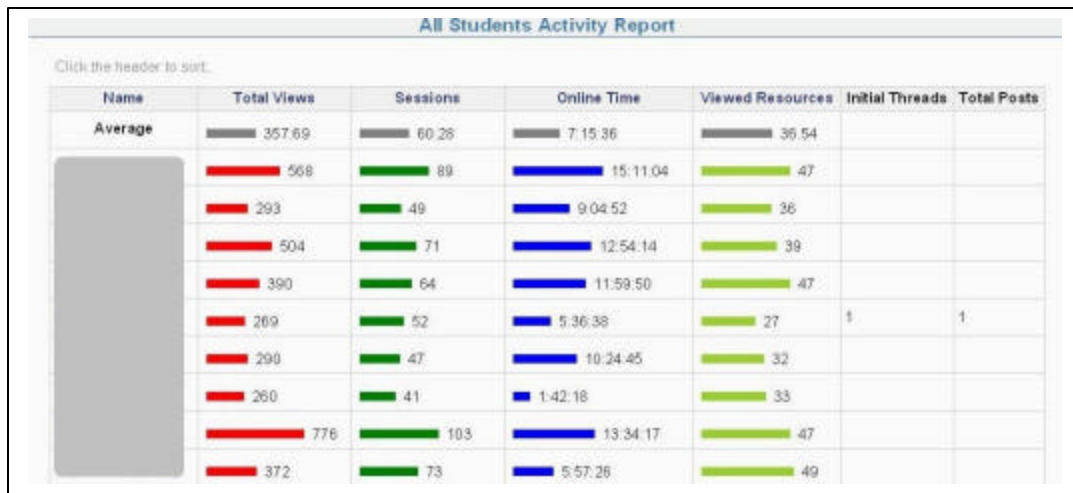 All Students Activity Report
Click the header to sort.
Name Total Views Sessions Online Time Viewed Resources Initial Threads Total Posts
Average 357.69 60.28 7:15:36 36.54
568 89 15:11:04 47
293 49 9:04:52 36
504 71 12:54:14 39
390 64 11:59:50 47
269 52 5:36:38 27 1 1
290 47 10:24:45 32
260 41 1:42:18 33
776 103 13:34:17 47
372 73 5:57:26 49